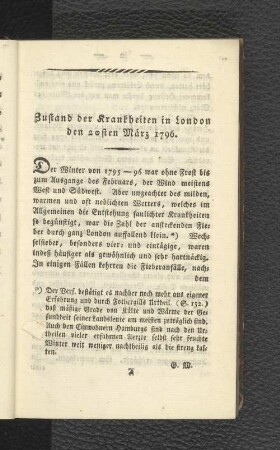 Zustand der Krankheiten in London
den 20sten März 1796.
Der Winter von 1795 — 96 war ohne Frost bis
zum Ausgange des Februars, der Wind meistens
West und Südwest. Aber ungeachtet des milden,
warmen und oft neblichten Wetters, welches im
Allgemeinen die Entstehung faulichter Krankheiten
so begünstigt, war die Zahl der ansteckenden Fie
ber durch ganz London auffallend klein. *) Wech
selfieber, besonders vier: und eintägige, waren
indeß häufiger als gewöhnlich und sehr hartnäckig.
In einigen Fällen kehrten die Fieberanfälle, nach
dem
*) Der Verf. bestätigt es nachher noch mehr aus eigener
Erfahrung und durch Fothergills Urtheil. (S. 132.)
daß mäßige Grade von Kälte und Wärme der Ge
sundheit seiner Landsleute am meisten zuträglich sind.
Auch den Einwohnern Hamburgs sind nach den Ur
theilen vieler erfahrnen Aerzte selbst sehr feuchte
Winter weit weniger nachtheilig als die streng kal
ten.
A